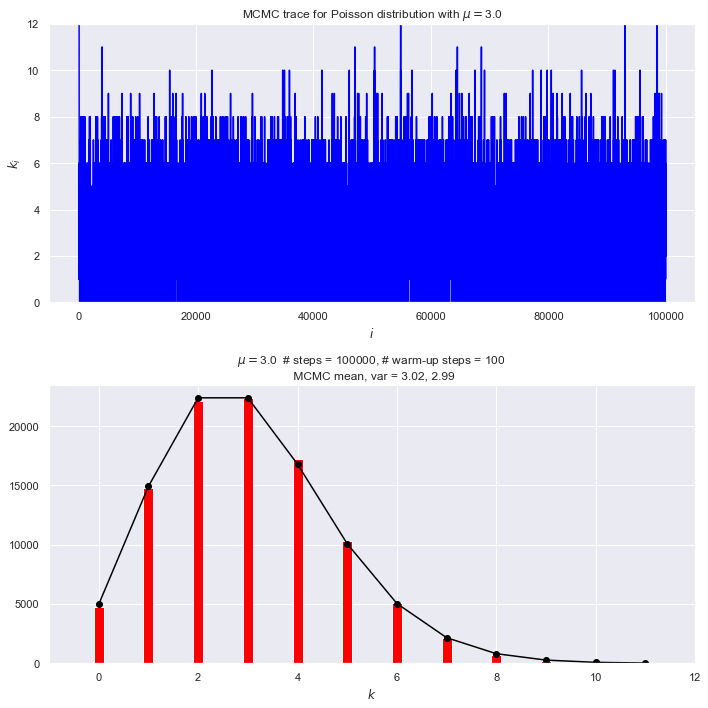 MCMC trace for Poisson distribution with μ = 3.0
12
10
8
6
4
2
0
k_i
0 20000 40000 60000 80000 100000
i
μ = 3.0 # steps = 100000, # warm-up steps = 100
MCMC mean, var = 3.02, 2.99
20000
15000
10000
5000
0
0 2 4 6 8 10 12
k